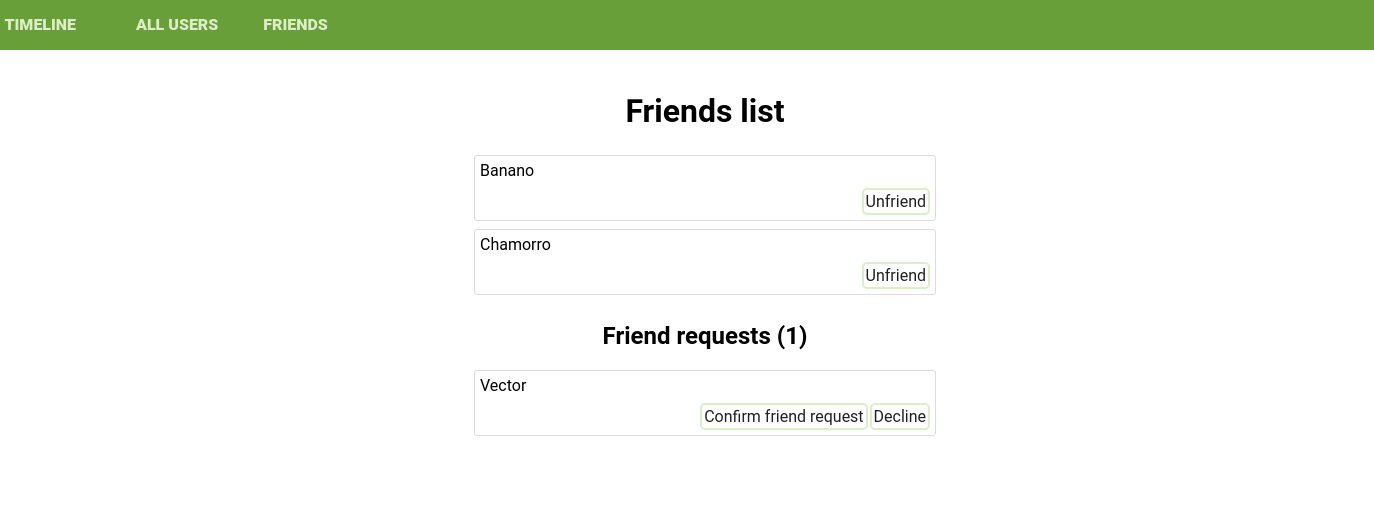 TIMELINE ALL USERS FRIENDS
Friends list
Banano
Unfriend
Chamorro
Unfriend
Friend requests (1)
Vector
Confirm friend request Decline